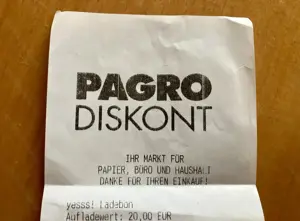 PAGRO
DISKONT
IHR MARKT FÜR
PAPIER, BÜRO UND HAUSHALT
DANKE FÜR IHREN EINKAUF!
yesss! Ladebon
Aufladewert: 20,00 EUR